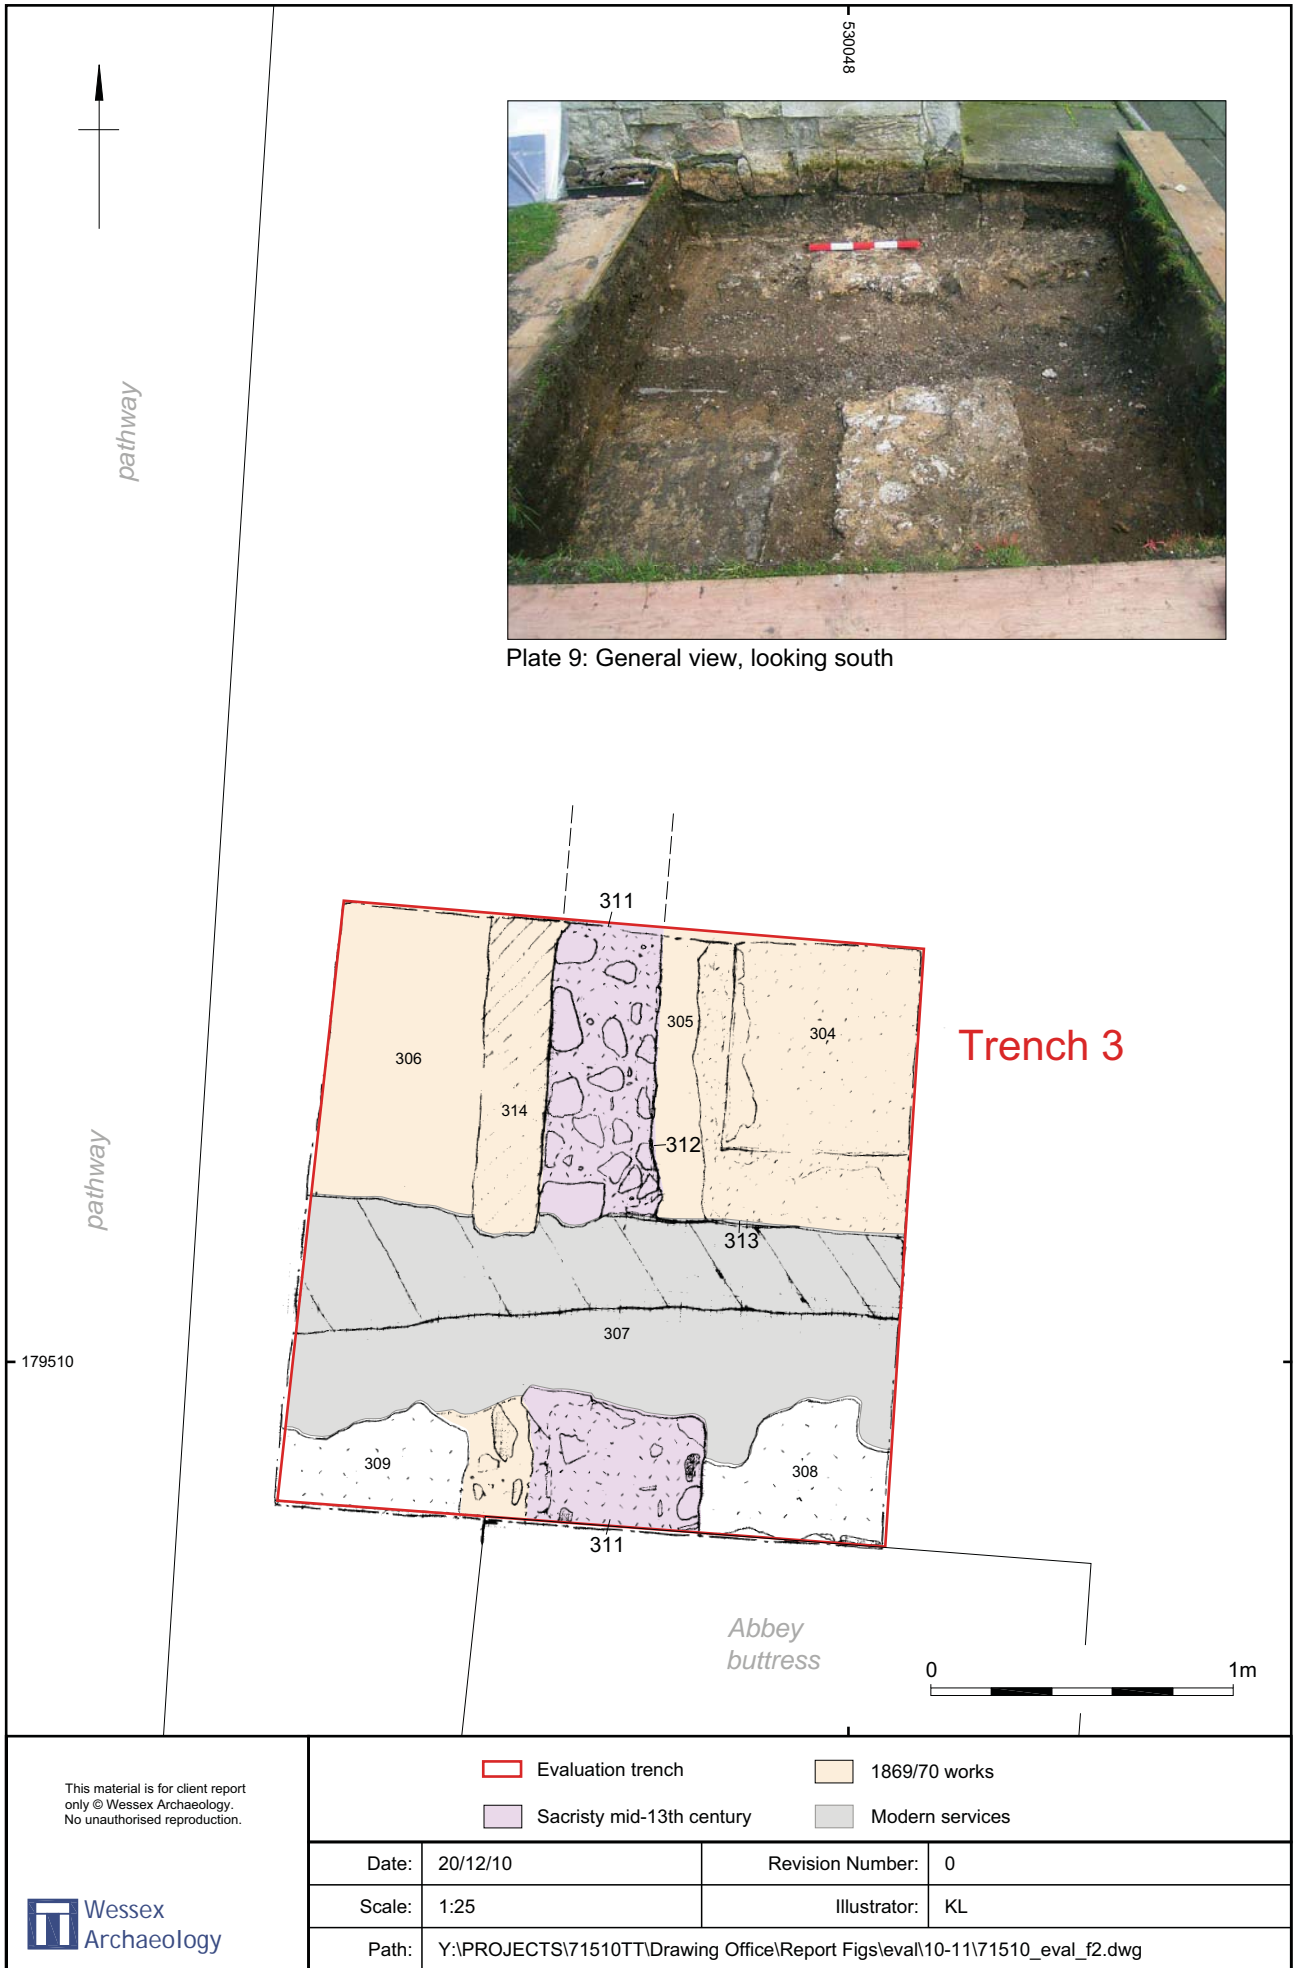 530048
pathway
Plate 9: General view, looking south
311
Trench 3
305
304
306
314
312
313
307
179510
pathway
309
308
311
Abbey
buttress
0 1m
This material is for client report
only © Wessex Archaeology.
No unauthorised reproduction.
Evaluation trench
1869/70 works
Sacristy mid-13th century
Modern services
Date: 20/12/10 Revision Number: 0
Scale: 1:25 Illustrator: KL
Path: Y:\PROJECTS\71510TT\Drawing Office\Report Figs\eval\10-11\71510_eval_f2.dwg
Wessex
Archaeology